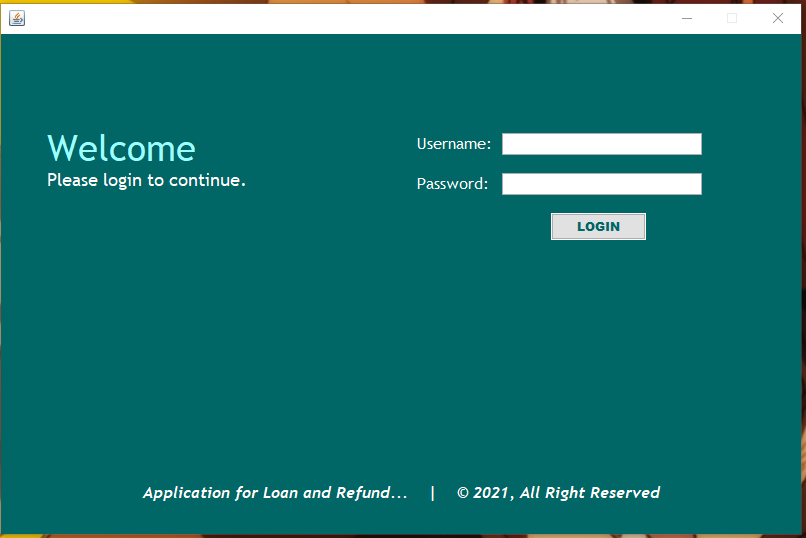 Welcome
Please login to continue.
Username:
Password:
LOGIN
Application for Loan and Refund... | © 2021, All Right Reserved